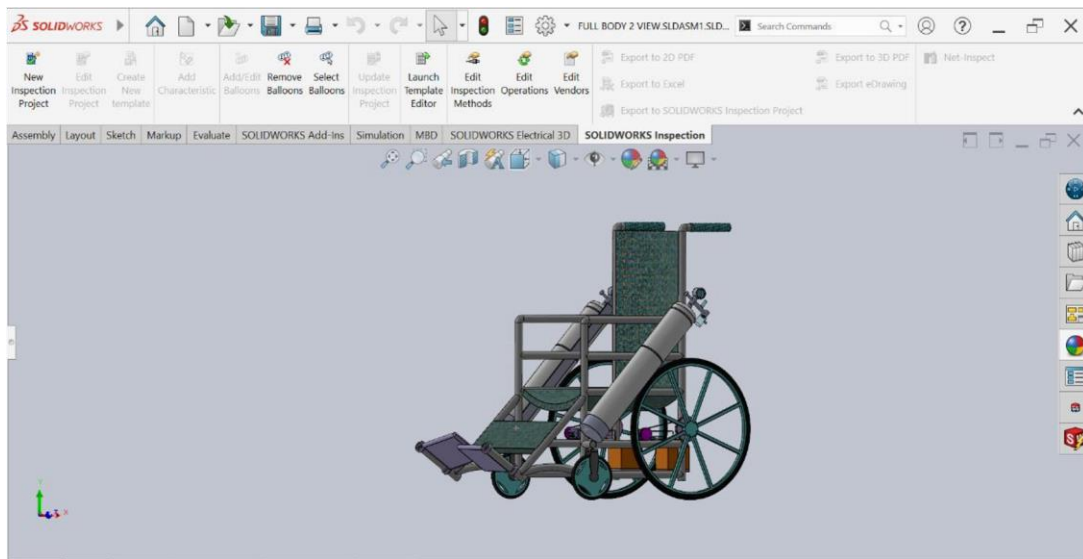 SOLIDWORKS
FULL BODY 2 VIEW.SLDASM1.SLD...
Search Commands
New Inspection Project
Edit Inspection Project
Create New template
Add Characteristic
Add/Edit Balloons
Remove Balloons
Select Balloons
Update Inspection Project
Launch Template Editor
Edit Inspection Methods
Edit Operations
Edit Vendors
Export to 2D PDF
Export to Excel
Export to SOLIDWORKS Inspection Project
Export to 3D PDF
Export eDrawing
Net-Inspect
Assembly Layout Sketch Markup Evaluate SOLIDWORKS Add-Ins Simulation MBD SOLIDWORKS Electrical 3D SOLIDWORKS Inspection